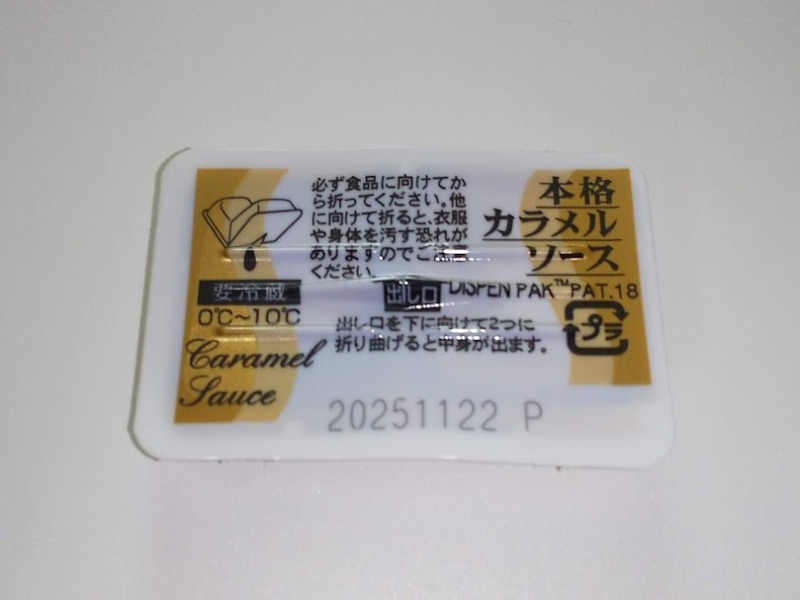 必ず食品に向けてか
ら折ってください。他
に向けて折ると、衣服
や身体を汚す恐れが
ありますのでご注意
ください。
本格
カラメル
ソース
要冷蔵
0℃～10℃
出し口
DISPEN PAK™ PAT.18
出し口を下に向けて2つに
折り曲げると中身が出ます。
プラ
Caramel
Sauce
20251122 P